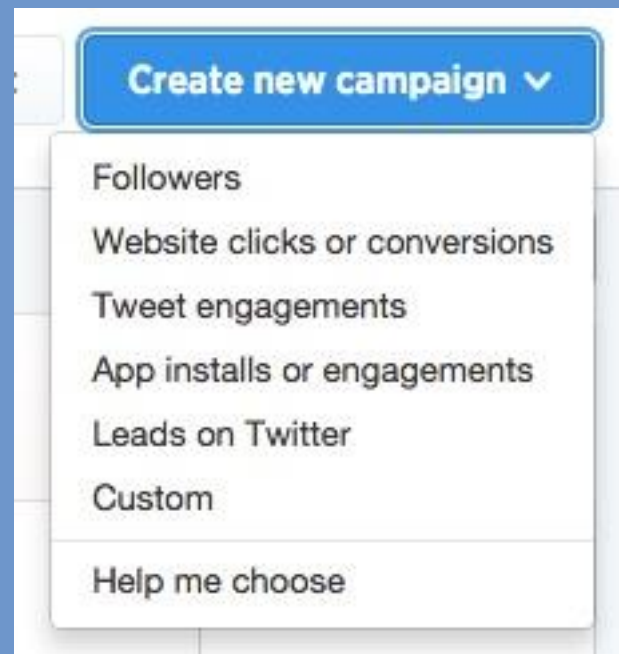 Create new campaign
Followers
Website clicks or conversions
Tweet engagements
App installs or engagements
Leads on Twitter
Custom
Help me choose